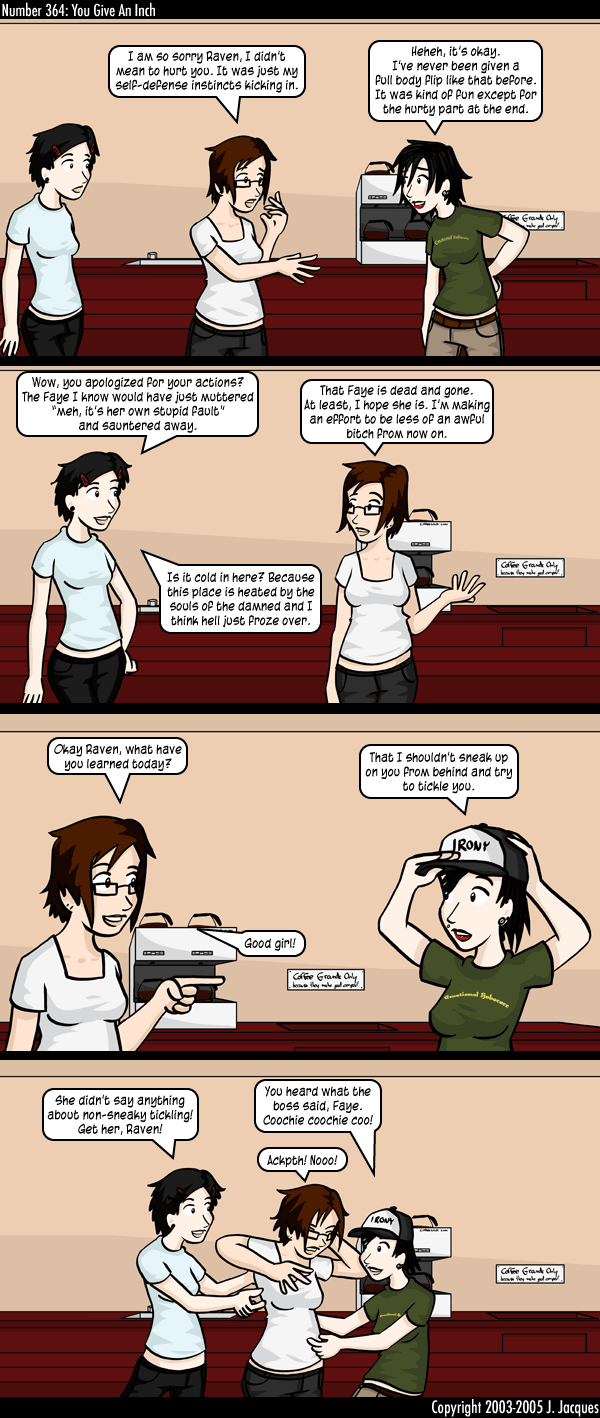 Number 364: You Give An Inch
I am so sorry Raven, I didn't
mean to hurt you. It was just my
self-defense instincts kicking in.
Heheh, it's okay.
I've never been given a
full body flip like that before.
It was kind of fun except for
the hurty part at the end.
Coffee Grounds Only
Wow, you apologized for your actions?
The Faye I know would have just muttered
"meh, it's her own stupid fault"
and sauntered away.
That Faye is dead and gone.
At least, I hope she is. I'm making
an effort to be less of an awful
bitch from now on.
Is it cold in here? Because
this place is heated by the
souls of the damned and I
think hell just froze over.
Coffee Grounds Only
because they make good compost!
Okay Raven, what have
you learned today?
That I shouldn't sneak up
on you from behind and try
to tickle you.
IRONY
Good girl!
Coffee Grounds Only
because they make good compost!
She didn't say anything
about non-sneaky tickling!
Get her, Raven!
You heard what the
boss said, Faye.
Coochie coochie coo!
Ackpth! Nooo!
IRONY
Coffee Grounds Only
because they make good compost!
Copyright 2003-2005 J. Jacques